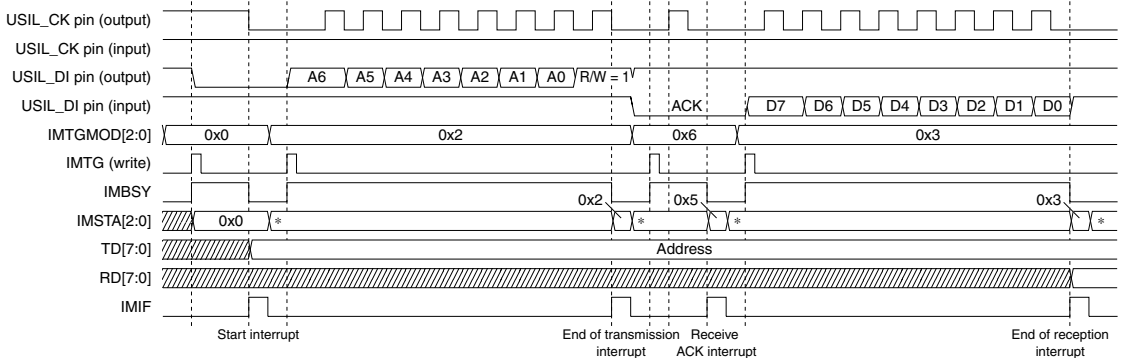 USIL_CK pin (output)
USIL_CK pin (input)
USIL_DI pin (output) A6 A5 A4 A3 A2 A1 A0 R/W = 1
USIL_DI pin (input) ACK D7 D6 D5 D4 D3 D2 D1 D0
IMTGMOD[2:0] 0x0 0x2 0x6 0x3
IMTG (write)
IMBSY
0x2 0x5 0x3
IMSTA[2:0] 0x0 * * * *
TD[7:0] Address
RD[7:0]
IMIF
Start interrupt End of transmission Receive End of reception
interrupt ACK interrupt interrupt